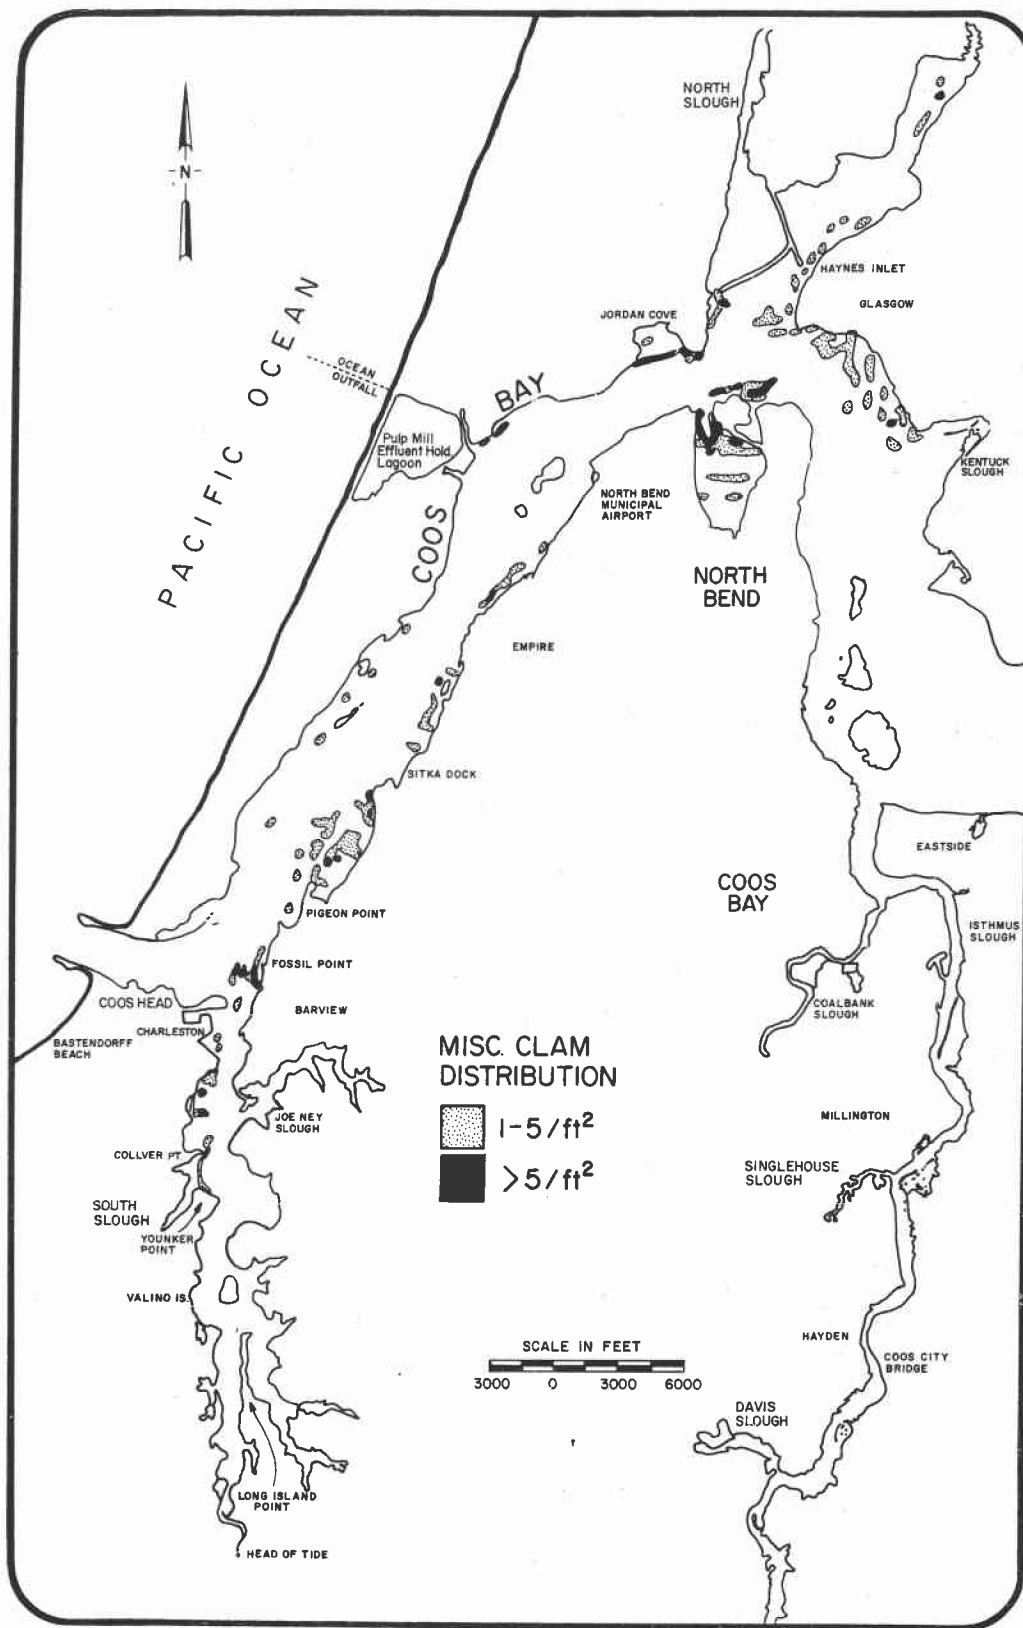 NORTH
SLOUGH
-N-
HAYNES INLET
GLASGOW
JORDAN COVE
PACIFIC OCEAN
OCEAN
OUTFALL
COOS BAY
Pulp Mill
Effluent Hold.
Lagoon
KENTUCK
SLOUGH
NORTH BEND
MUNICIPAL
AIRPORT
NORTH
BEND
EMPIRE
SITKA DOCK
EASTSIDE
COOS
BAY
PIGEON POINT
ISTHMUS
SLOUGH
FOSSIL POINT
COOS HEAD
BARVIEW
COALBANK
SLOUGH
CHARLESTON
BASTENDORFF
BEACH
MISC. CLAM
DISTRIBUTION
1-5/ft²
>5/ft²
JOE NEY
SLOUGH
MILLINGTON
COLLVER PT.
SINGLEHOUSE
SLOUGH
SOUTH
SLOUGH
YOUNKER
POINT
VALINO IS.
HAYDEN
COOS CITY
BRIDGE
SCALE IN FEET
3000 0 3000 6000
DAVIS
SLOUGH
LONG ISLAND
POINT
HEAD OF TIDE